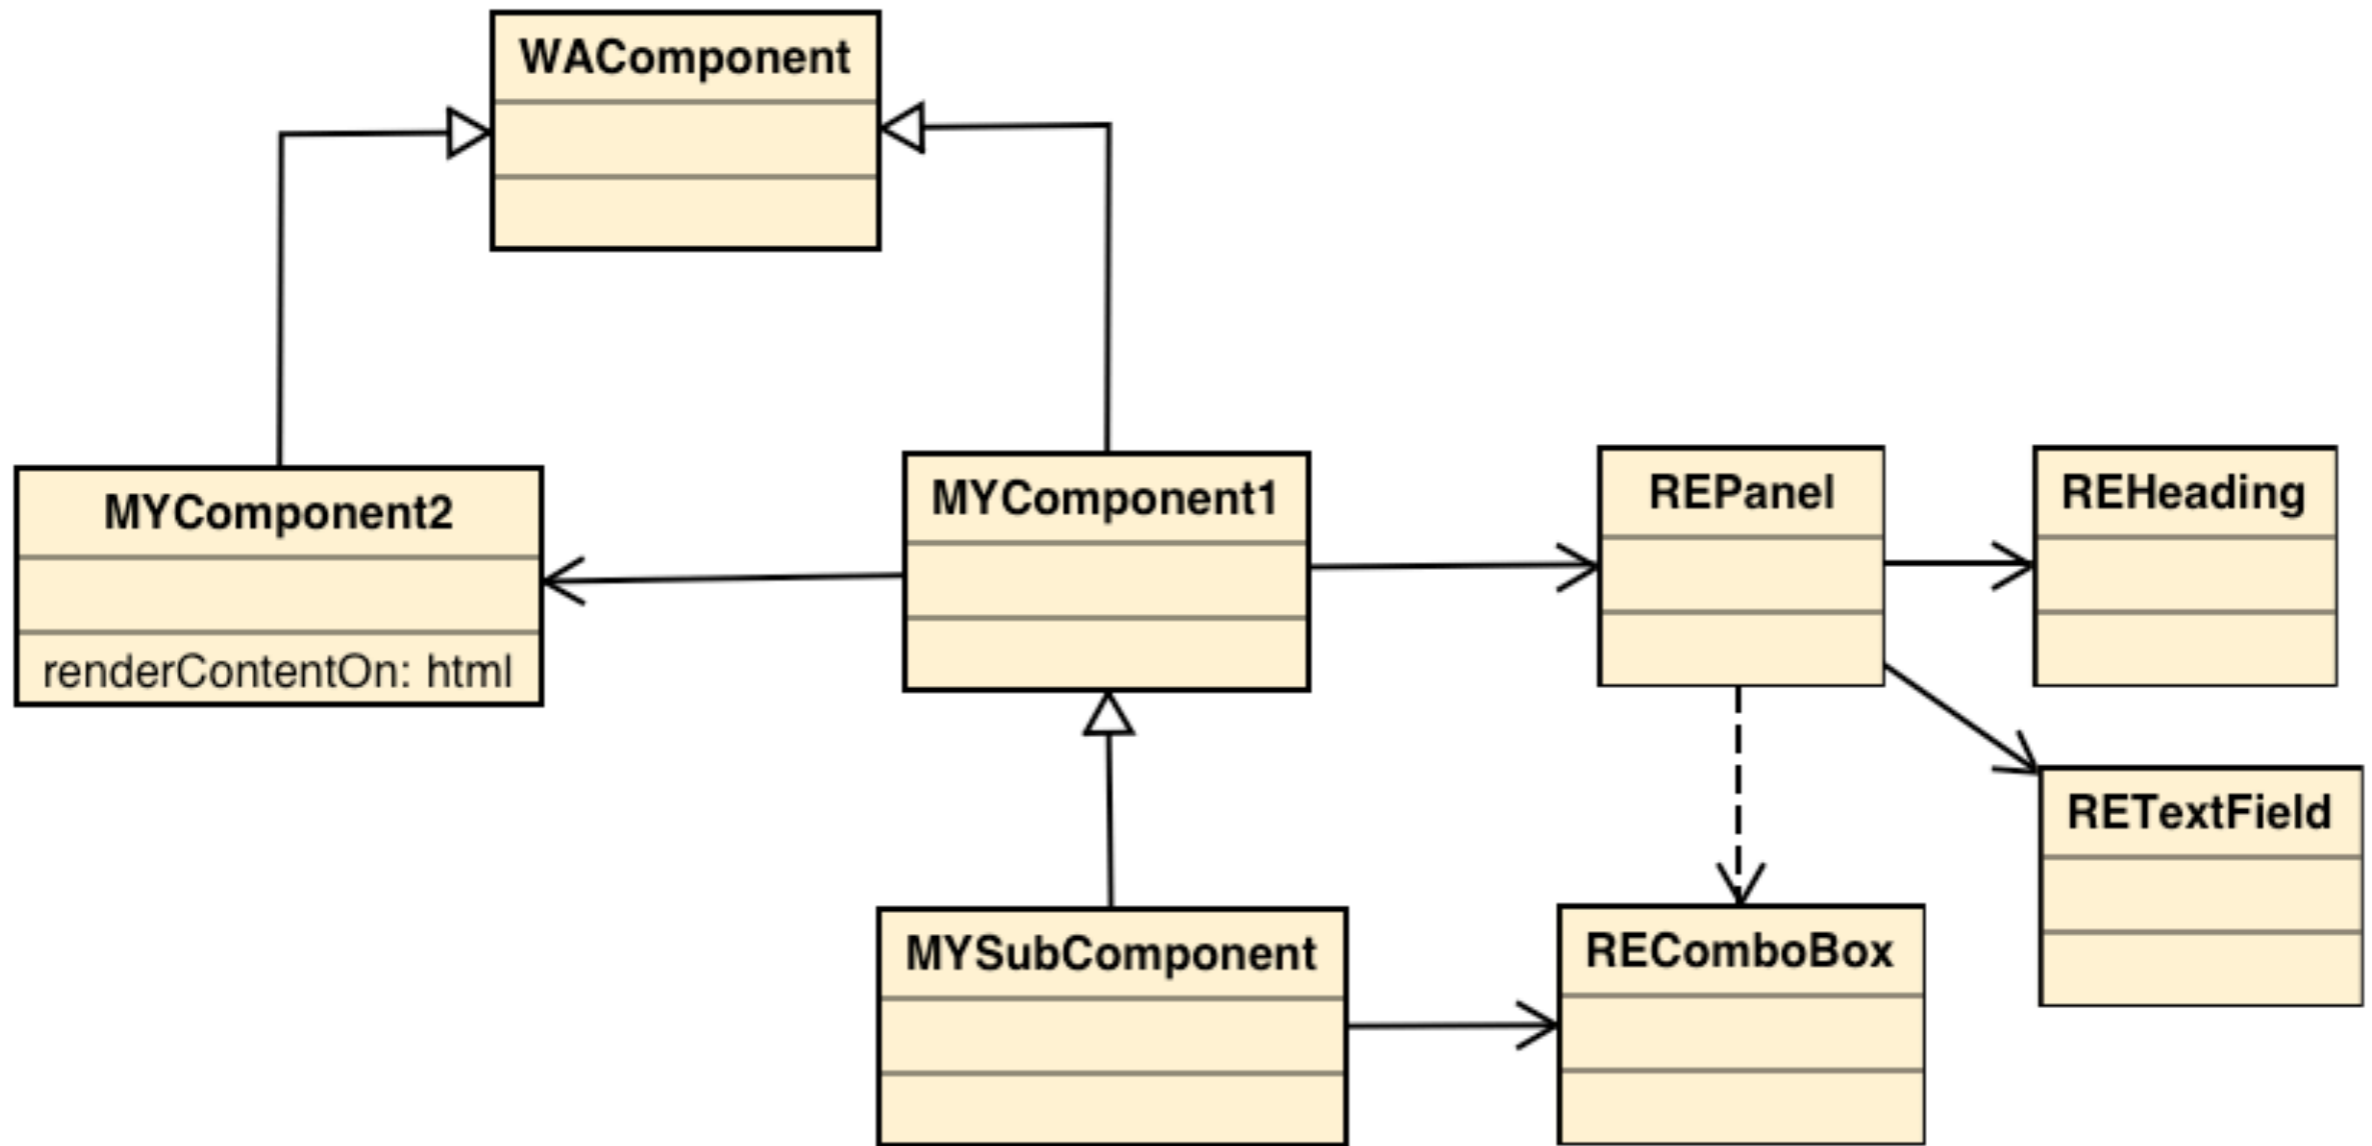 WAComponent
MYComponent2
renderContentOn: html
MYComponent1
REPanel
REHeading
RETextField
MYSubComponent
REComboBox